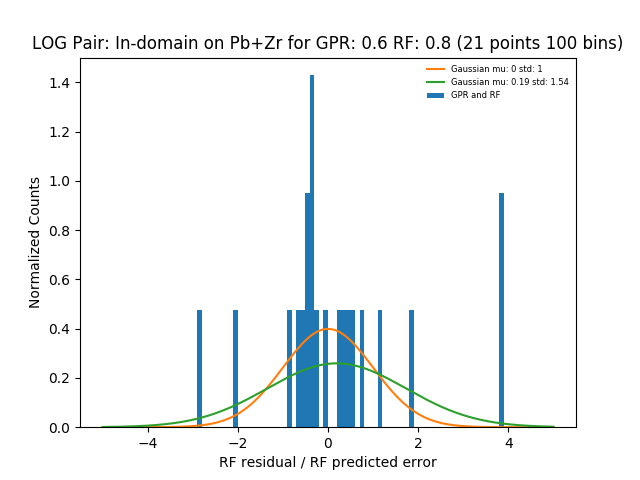 LOG Pair: In-domain on Pb+Zr for GPR: 0.6 RF: 0.8 (21 points 100 bins)
Gaussian mu: 0 std: 1
Gaussian mu: 0.19 std: 1.54
GPR and RF
Normalized Counts
1.4
1.2
1.0
0.8
0.6
0.4
0.2
0.0
−4 −2 0 2 4
RF residual / RF predicted error